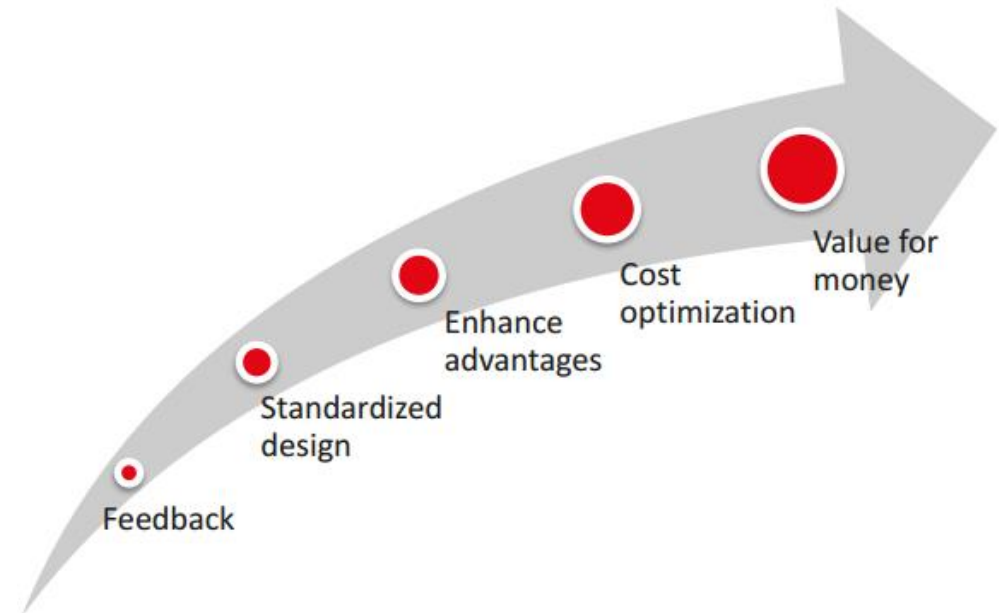 Feedback
Standardized
design
Enhance
advantages
Cost
optimization
Value for
money